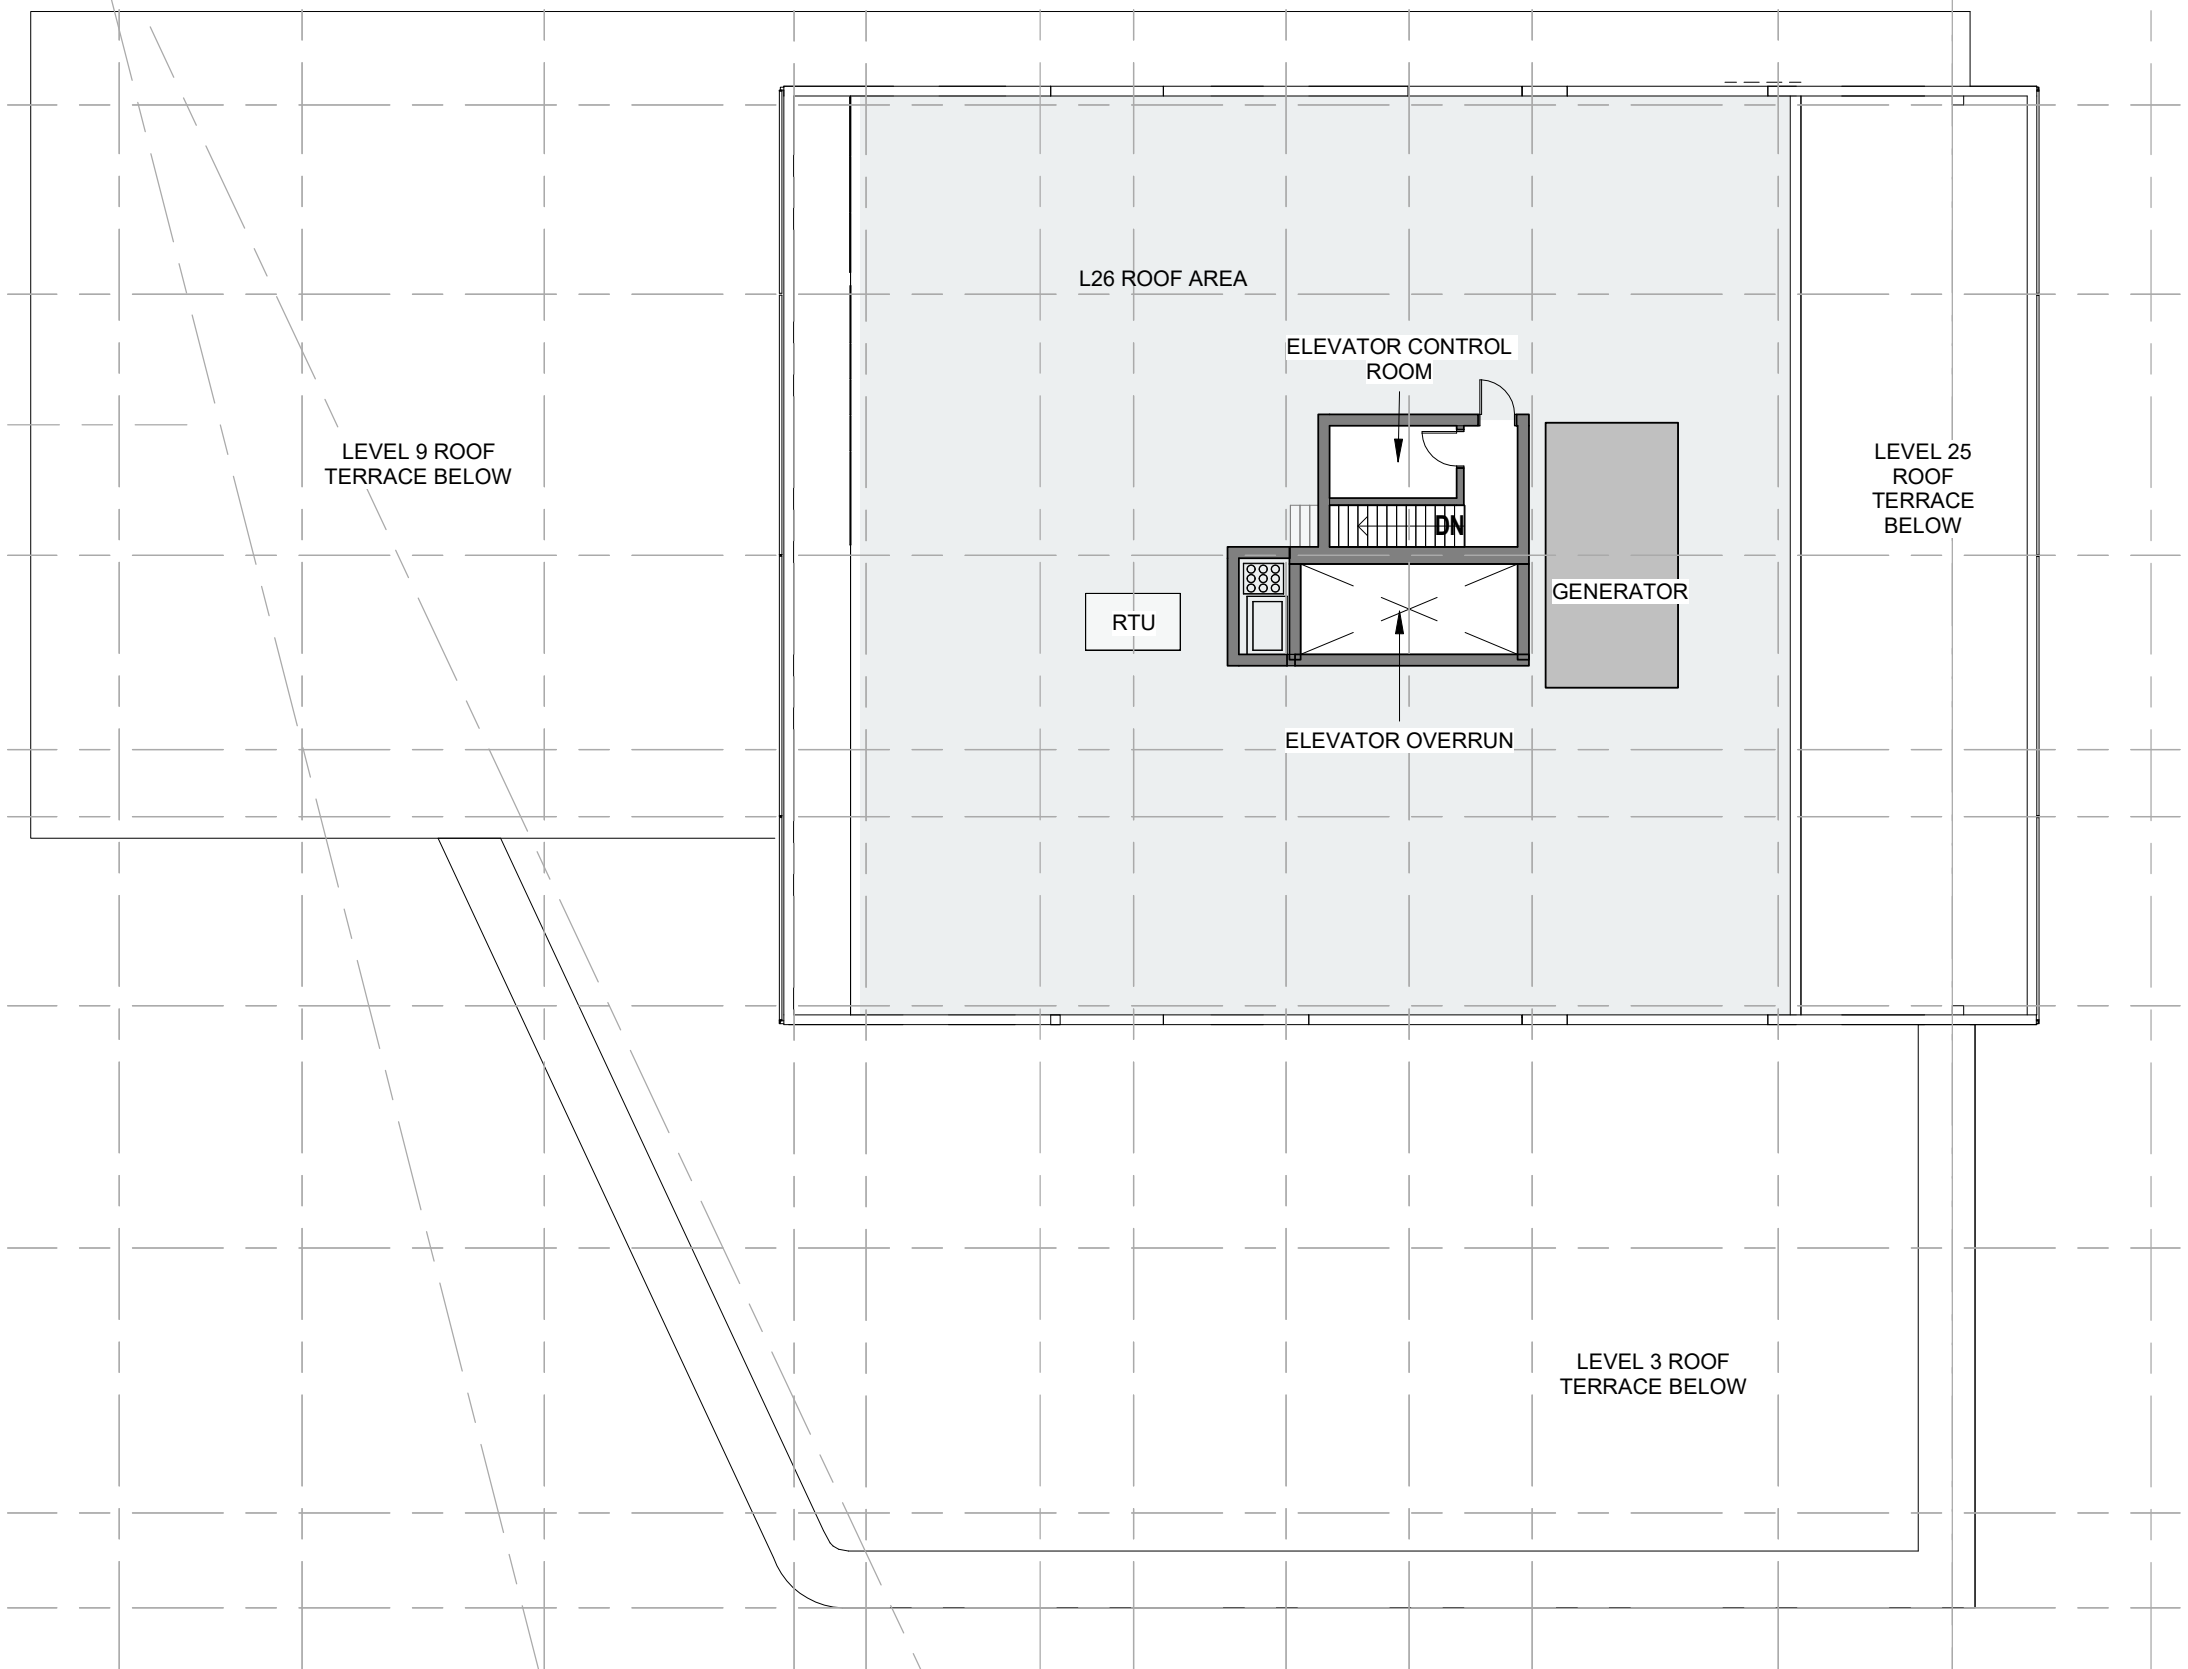 L26 ROOF AREA
ELEVATOR CONTROL
ROOM
LEVEL 9 ROOF
TERRACE BELOW
LEVEL 25
ROOF
TERRACE
BELOW
DN
GENERATOR
RTU
ELEVATOR OVERRUN
LEVEL 3 ROOF
TERRACE BELOW